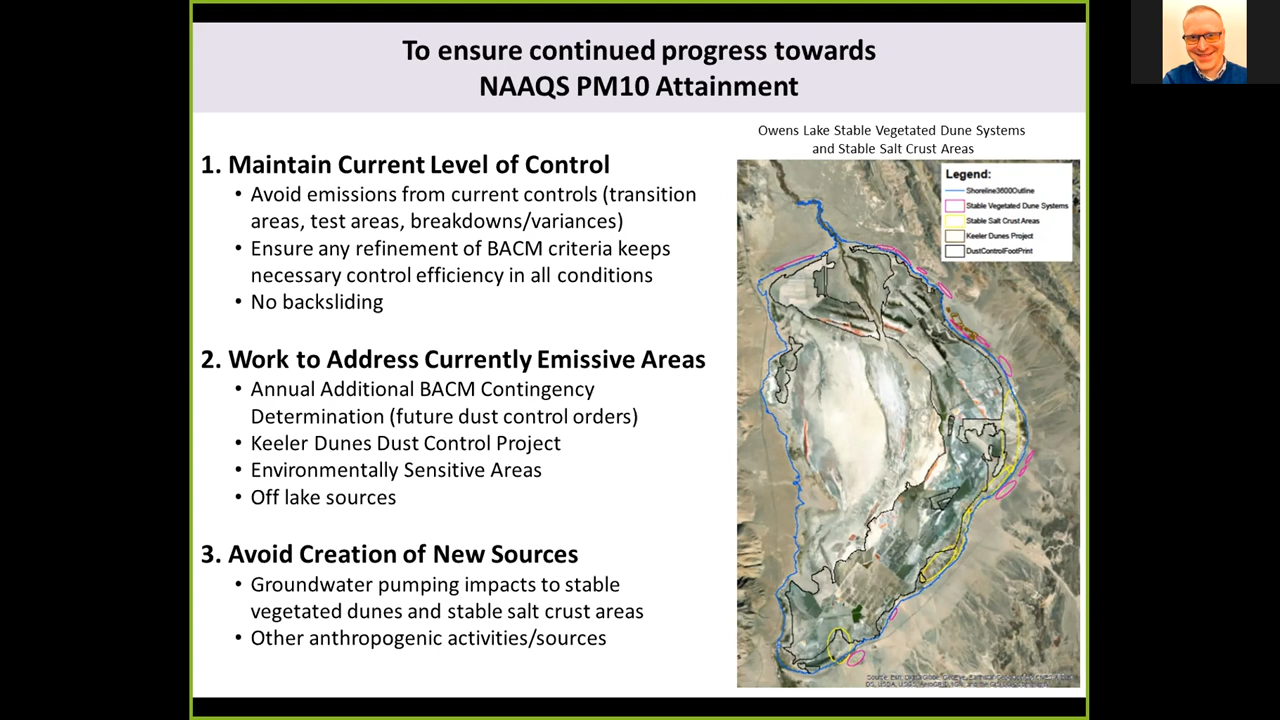 To ensure continued progress towards
NAAQS PM10 Attainment
1. Maintain Current Level of Control
• Avoid emissions from current controls (transition
areas, test areas, breakdowns/variances)
• Ensure any refinement of BACM criteria keeps
necessary control efficiency in all conditions
• No backsliding
2. Work to Address Currently Emissive Areas
• Annual Additional BACM Contingency
Determination (future dust control orders)
• Keeler Dunes Dust Control Project
• Environmentally Sensitive Areas
• Off lake sources
3. Avoid Creation of New Sources
• Groundwater pumping impacts to stable
vegetated dunes and stable salt crust areas
• Other anthropogenic activities/sources
Owens Lake Stable Vegetated Dune Systems
and Stable Salt Crust Areas
Legend:
Shoreline3600Outline
Stable Vegetated Dune Systems
Stable Salt Crust Areas
Keeler Dunes Project
DustControlFootPrint
Source: Esri,